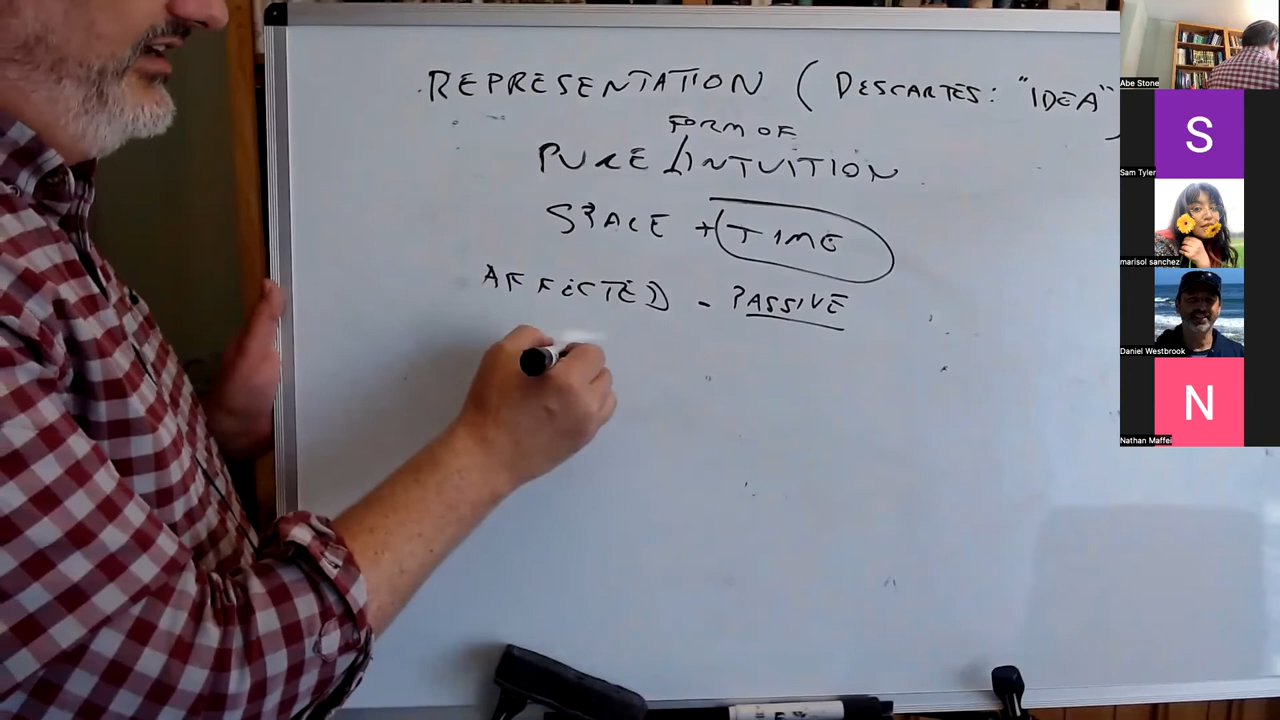 REPRESENTATION (DESCARTES: "IDEA")
FORM OF
PURE INTUITION
SPACE + TIME
AFFECTED - PASSIVE
Abe Stone
S
Sam Tyler
marisol sanchez
Daniel Westbrook
N
Nathan Maffei